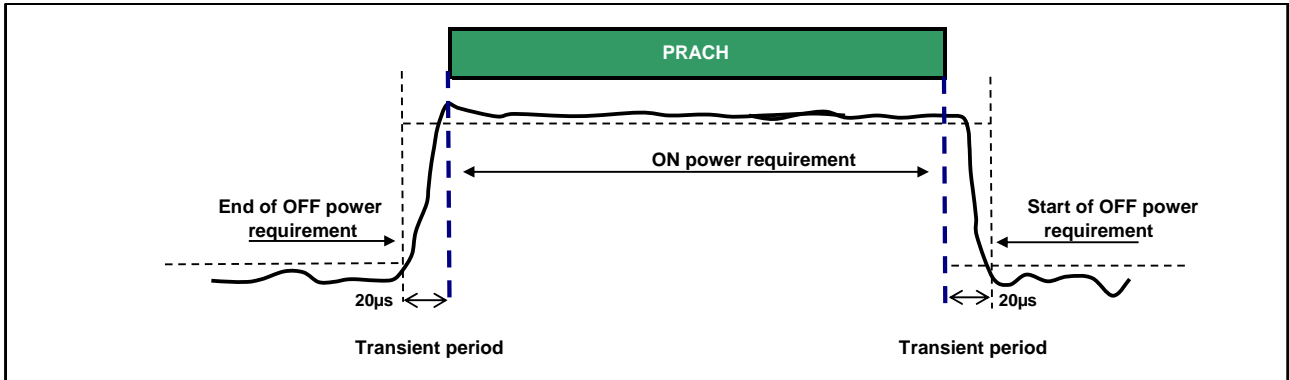 PRACH
ON power requirement
End of OFF power
requirement
Start of OFF power
requirement
20µs
20µs
Transient period
Transient period